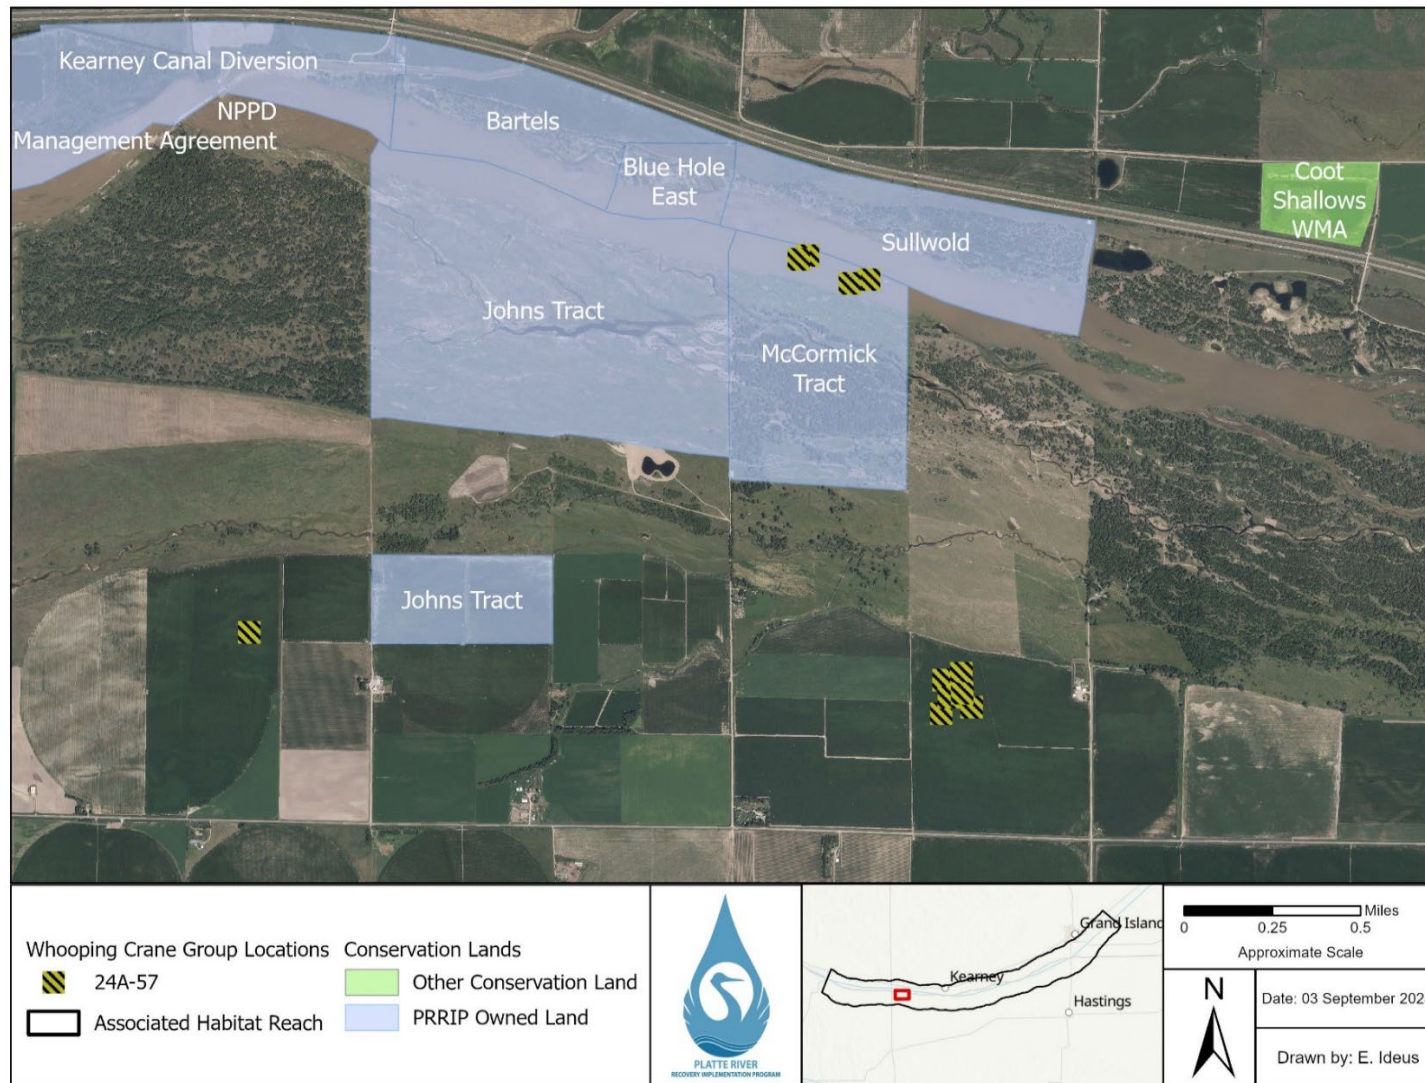 Kearney Canal Diversion
NPPD
Management Agreement
Bartels
Blue Hole
East
Sullwold
Coot
Shallows
WMA
Johns Tract
McCormick
Tract
Johns Tract
Whooping Crane Group Locations
24A-57
Associated Habitat Reach
Conservation Lands
Other Conservation Land
PRRIP Owned Land
PLATTE RIVER
RECOVERY IMPLEMENTATION PROGRAM
Grand Island
Kearney
Hastings
Miles
0 0.25 0.5
Approximate Scale
N
Date: 03 September 202
Drawn by: E. Ideus